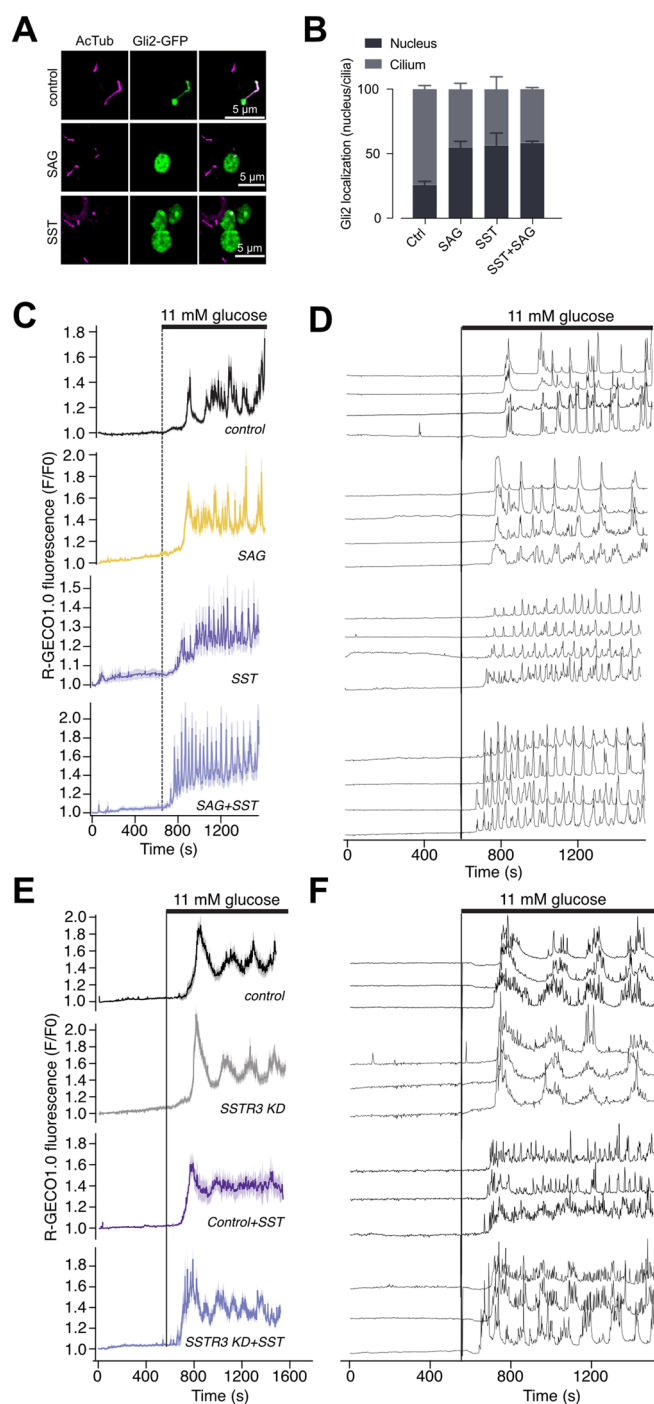 A
AcTub Gli2-GFP
control
5 µm
SAG
5 µm
SST
5 µm
B
Nucleus
Cilium
Gli2 localization (nucleus/cilia)
100
50
0
Ctrl
SAG
SST
SST+SAG
C
11 mM glucose
R-GECO1.0 fluorescence (F/F0)
1.8
1.6
1.4
1.2
1.0
control
2.0
1.8
1.6
1.4
1.2
1.0
SAG
1.5
1.4
1.3
1.2
1.1
1.0
SST
2.0
1.8
1.6
1.4
1.2
1.0
SAG+SST
0 400 800 1200
Time (s)
D
11 mM glucose
0 400 800 1200
Time (s)
E
11 mM glucose
R-GECO1.0 fluorescence (F/F0)
2.0
1.8
1.6
1.4
1.2
1.0
control
2.0
1.8
1.6
1.4
1.2
1.0
SSTR3 KD
1.8
1.6
1.4
1.2
1.0
Control+SST
1.8
1.6
1.4
1.2
1.0
SSTR3 KD+SST
0 400 800 1200 1600
Time (s)
F
11 mM glucose
0 400 800 1200
Time (s)